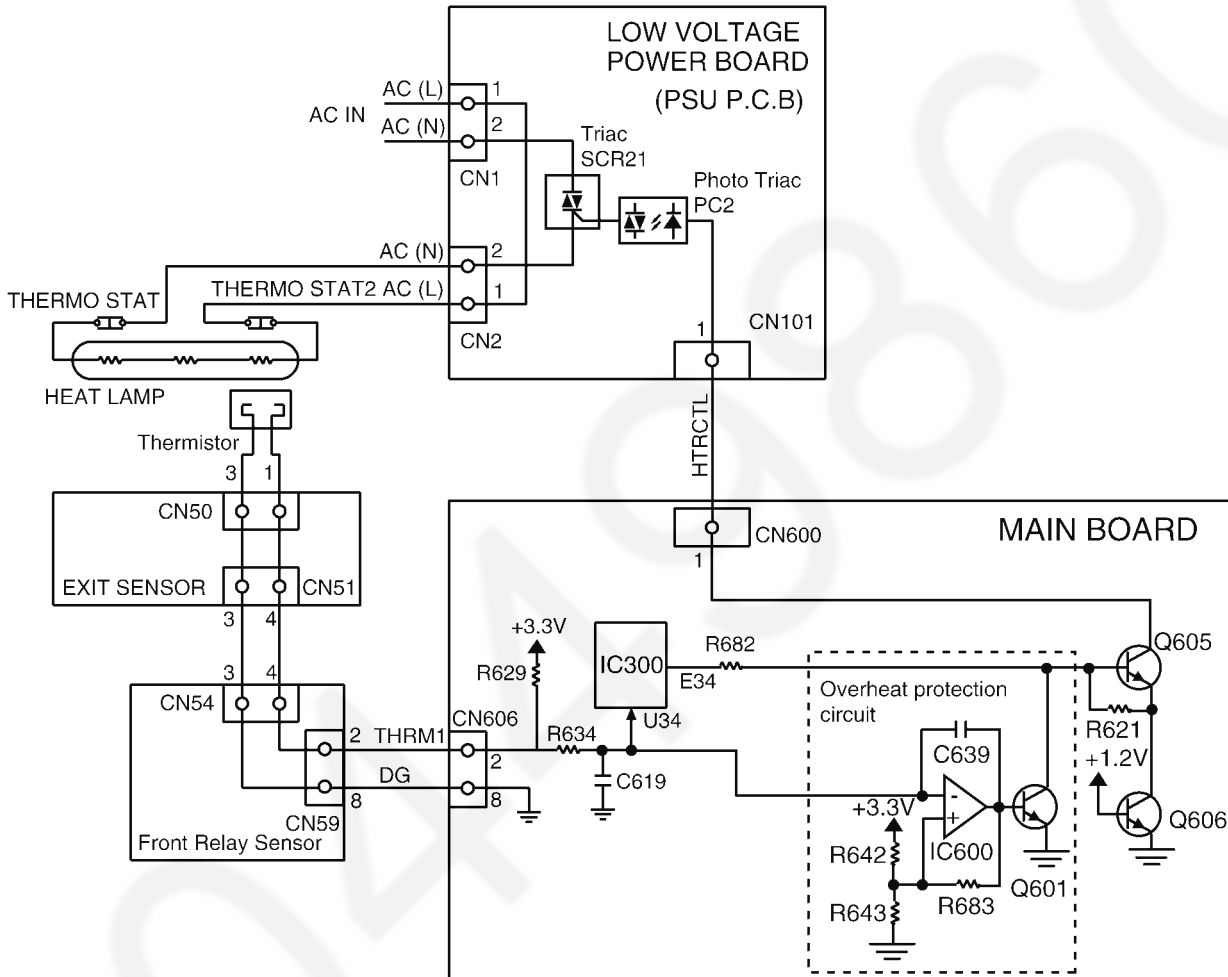 LOW VOLTAGE
POWER BOARD
(PSU P.C.B)
AC IN
AC (L)
1
AC (N)
2
CN1
Triac
SCR21
Photo Triac
PC2
AC (N)
2
THERMO STAT2 AC (L)
1
CN2
THERMO STAT
HEAT LAMP
CN101
1
HTRCTL
Thermistor
3
1
CN50
EXIT SENSOR
CN51
3
4
3
4
CN54
2
8
CN59
Front Relay Sensor
THRM1
DG
MAIN BOARD
CN600
1
CN606
2
8
+3.3V
R629
R634
C619
IC300
E34
U34
R682
Overheat protection
circuit
C639
+3.3V
-
+
IC600
R642
R643
R683
Q601
Q605
R621
+1.2V
Q606